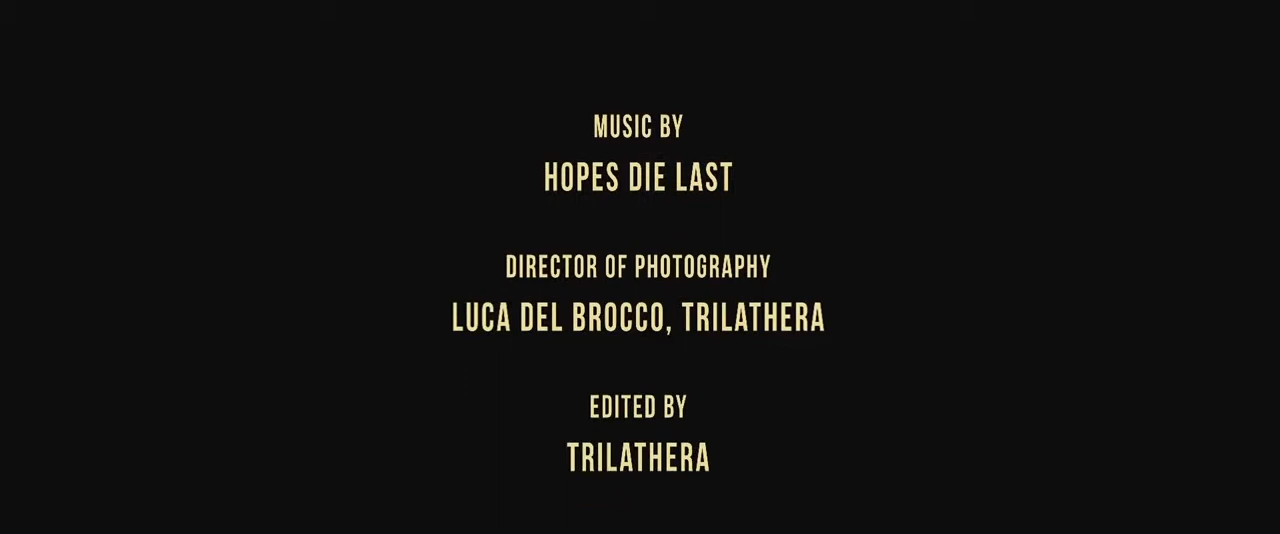 MUSIC BY
HOPES DIE LAST
DIRECTOR OF PHOTOGRAPHY
LUCA DEL BROCCO, TRILATHERA
EDITED BY
TRILATHERA